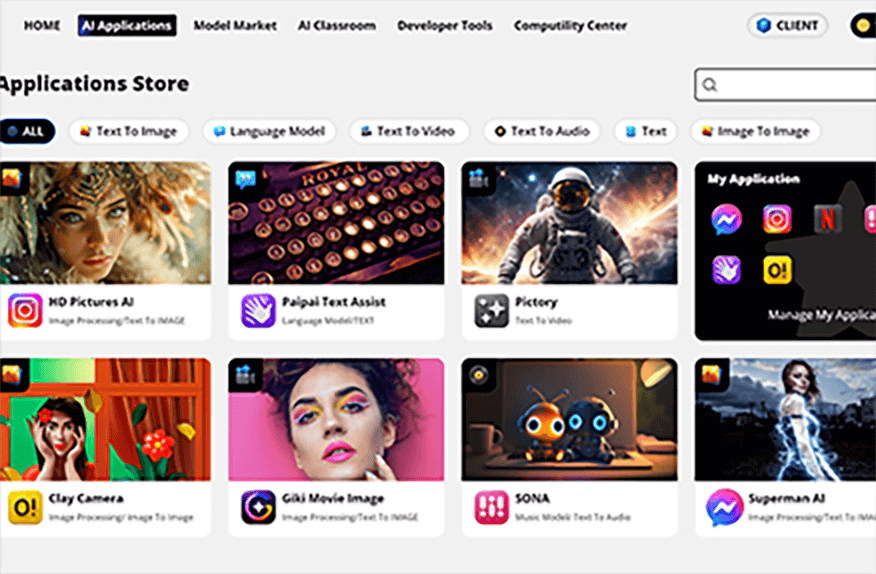 HOME AI Applications Model Market AI Classroom Developer Tools Computility Center CLIENT
Applications Store
ALL Text To Image Language Model Text To Video Text To Audio Text Image To Image
ROYAL
My Application
N
O!
Manage My Applica
HD Pictures AI
Image Processing/Text To IMAGE
Paipai Text Assist
Language Model/TEXT
Pictory
Text To Video
O!
Clay Camera
Image Processing/ Image To Image
Giki Movie Image
Image Processing/Text To IMAGE
SONA
Music Model/ Text To Audio
Superman AI
Image Processing/Text To IMAG